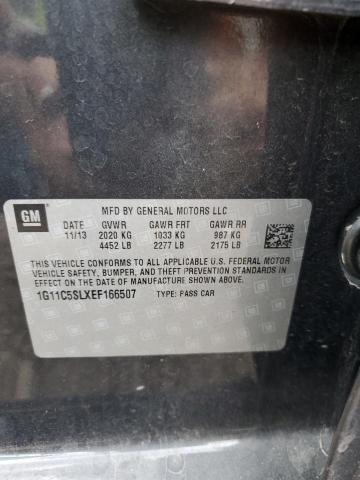 GM
MFD BY GENERAL MOTORS LLC
DATE GVWR GAWR FRT GAWR RR
11/13 2020 KG 1033 KG 987 KG
4452 LB 2277 LB 2175 LB
THIS VEHICLE CONFORMS TO ALL APPLICABLE U.S. FEDERAL MOTOR
VEHICLE SAFETY, BUMPER, AND THEFT PREVENTION STANDARDS IN
EFFECT ON THE DATE OF MANUFACTURE SHOWN ABOVE.
1G11C5SLXEF166507 TYPE: PASS CAR